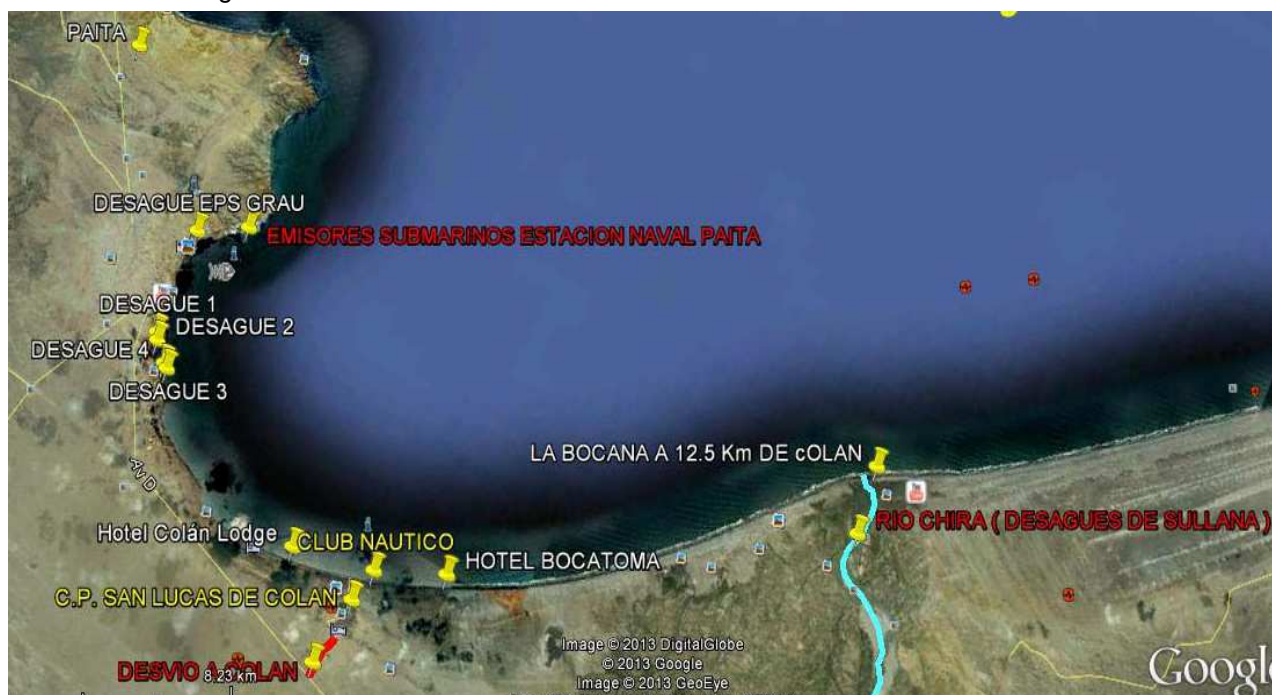 PAITA
DESAGUE EPS GRAU
EMISORES SUBMARINOS ESTACION NAVAL PAITA
DESAGUE 1
DESAGUE 2
DESAGUE 4
DESAGUE 3
LA BOCANA A 12.5 Km DE cOLAN
AV D
RIO CHIRA ( DESAGUES DE SULLANA )
Hotel Colán Lodge
CLUB NAUTICO
HOTEL BOCATOMA
C.P. SAN LUCAS DE COLAN
DESVIO A COLAN
8,23 km
Image © 2013 DigitalGlobe
© 2013 Google
Image © 2013 GeoEye
Google